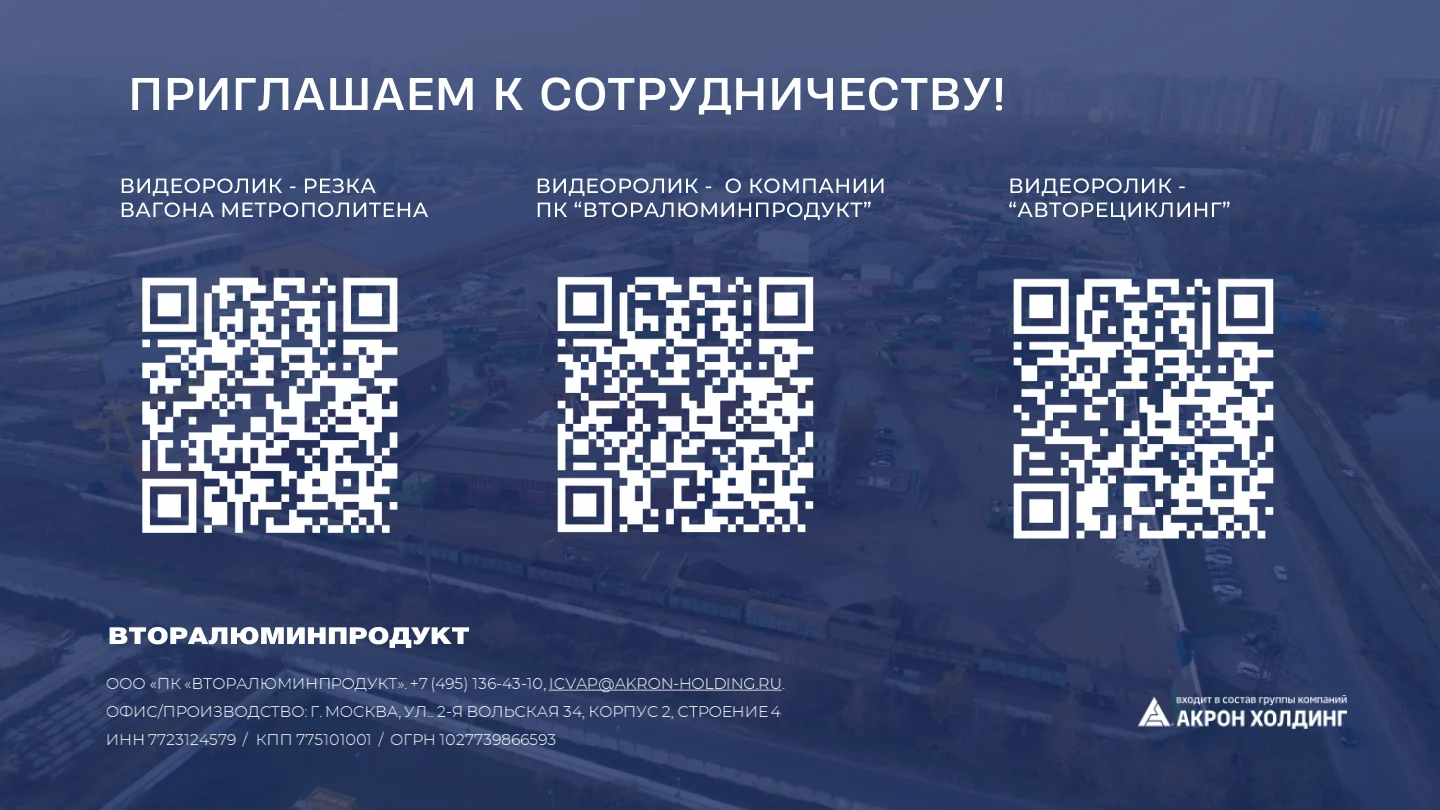 ПРИГЛАШАЕМ К СОТРУДНИЧЕСТВУ!
ВИДЕОРОЛИК - РЕЗКА
ВАГОНА МЕТРОПОЛИТЕНА
ВИДЕОРОЛИК - О КОМПАНИИ
ПК “ВТОРАЛЮМИНПРОДУКТ”
ВИДЕОРОЛИК -
“АВТОРЕЦИКЛИНГ”
ВТОРАЛЮМИНПРОДУКТ
ООО «ПК «ВТОРАЛЮМИНПРОДУКТ». +7 (495) 136-43-10, ICVAP@AKRON-HOLDING.RU.
ОФИС/ПРОИЗВОДСТВО: Г. МОСКВА, УЛ.. 2-Я ВОЛЬСКАЯ 34, КОРПУС 2, СТРОЕНИЕ 4
ИНН 7723124579 / КПП 775101001 / ОГРН 1027739866593
ВХОДИТ В СОСТАВ ГРУППЫ КОМПАНИЙ
АКРОН ХОЛДИНГ